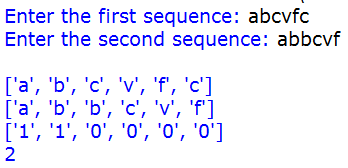 Enter the first sequence: abcvfc
Enter the second sequence: abbcvf
['a', 'b', 'c', 'v', 'f', 'c']
['a', 'b', 'b', 'c', 'v', 'f']
['1', '1', '0', '0', '0', '0']
2